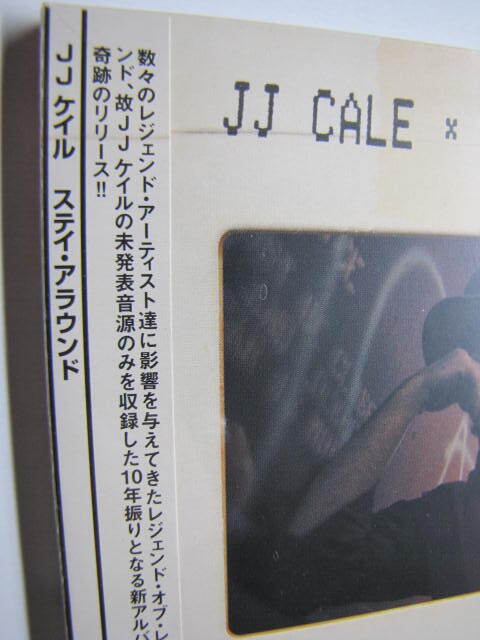 JJ ケイル ステイ・アラウンド
数々のレジェンド・アーティスト達に影響を与えてきたレジェンド・オブ・レ
ンド、故JJケイルの未発表音源のみを収録した10年振りとなる新アルバ
奇跡のリリース!!
JJ CALE ×